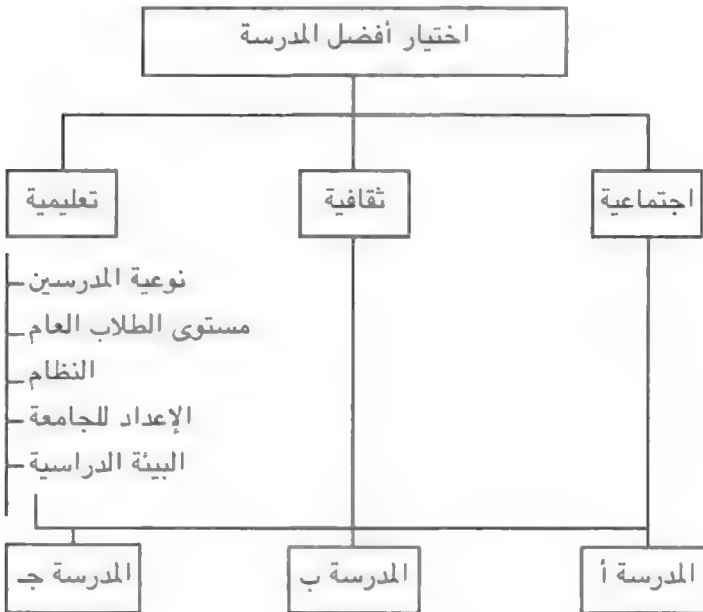 اختيار أفضل المدرسة
اجتماعية
ثقافية
تعليمية
نوعية المدرسين
مستوى الطلاب العام
النظام
الإعداد للجامعة
البيئة الدراسية
المدرسة أ
المدرسة ب
المدرسة جـ